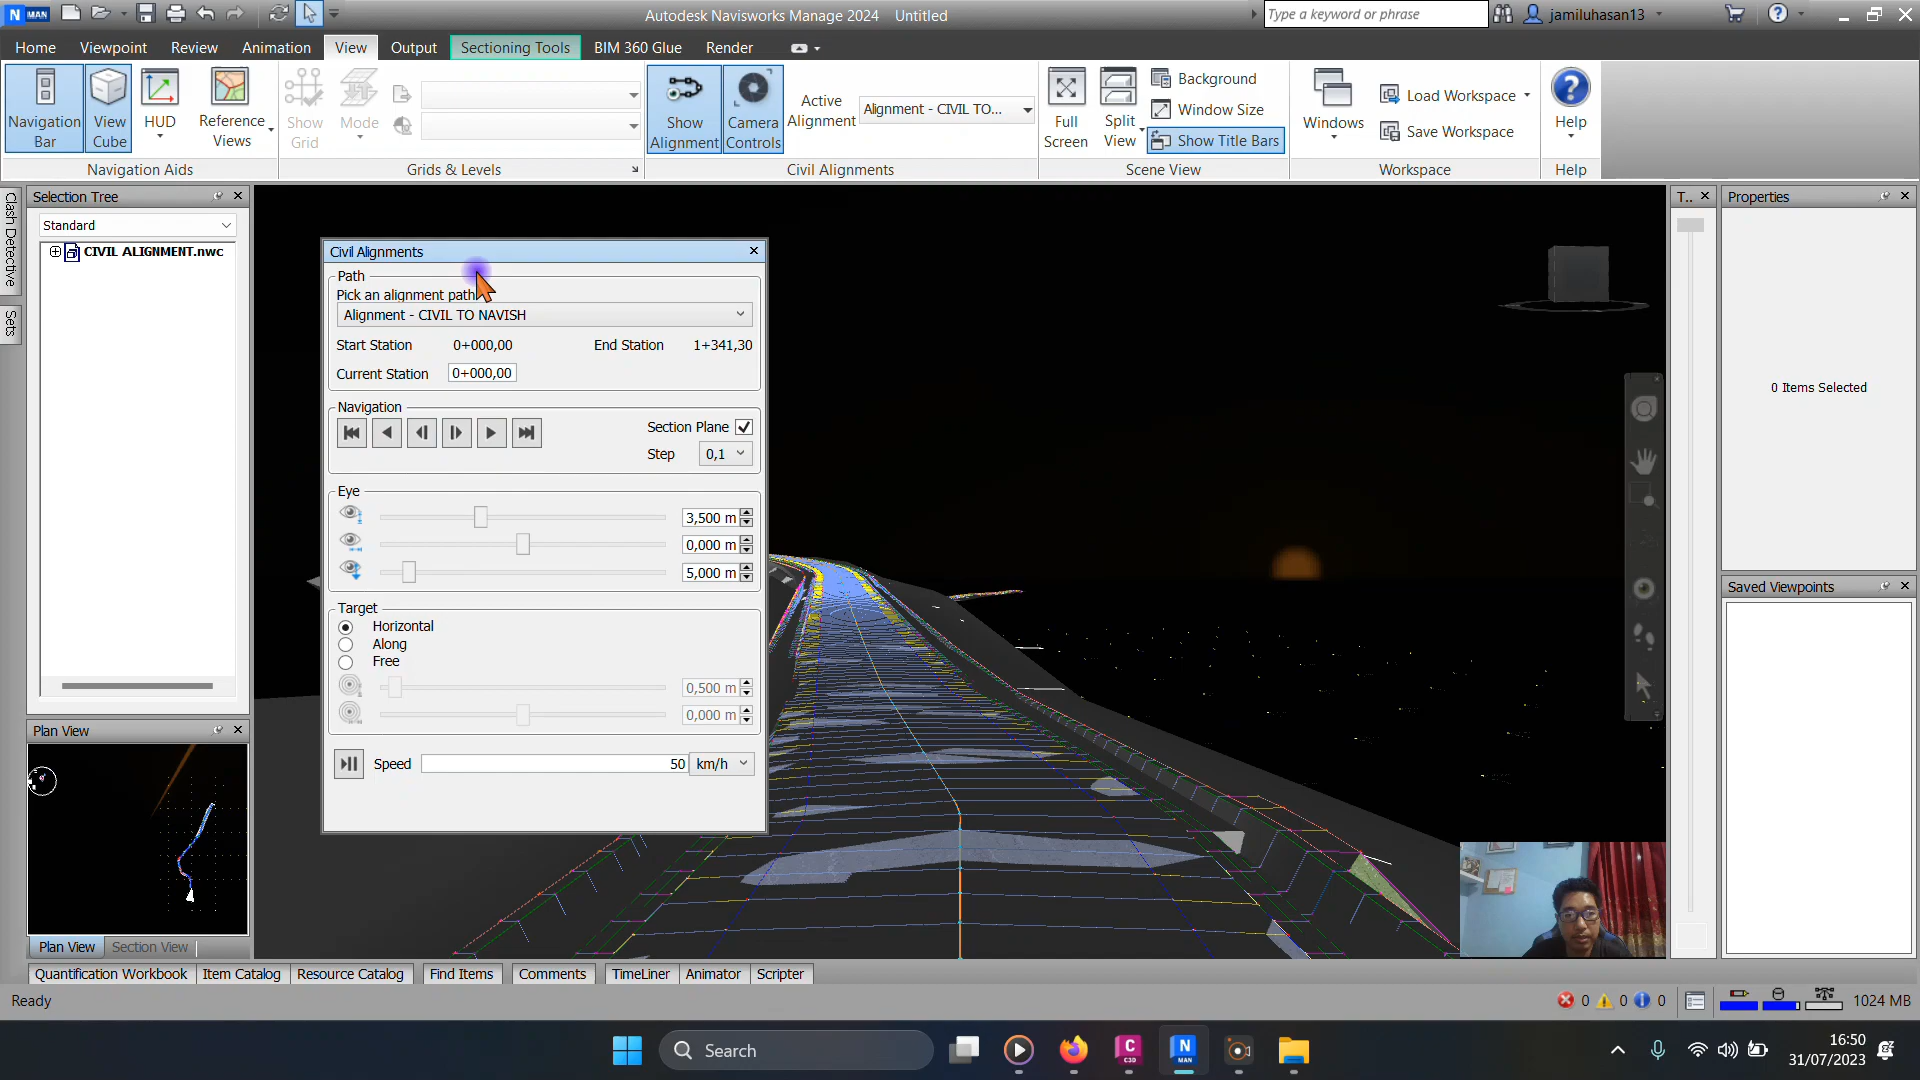 N MAN
Autodesk Navisworks Manage 2024 Untitled
Type a keyword or phrase
jamiluhasan13
Home Viewpoint Review Animation View Output Sectioning Tools BIM 360 Glue Render
Navigation Bar
View Cube
HUD
Reference Views
Show Grid
Mode
Show Alignment
Camera Controls
Active Alignment
Alignment - CIVIL TO...
Full Screen
Split View
Background
Window Size
Show Title Bars
Windows
Load Workspace
Save Workspace
Help
Navigation Aids
Grids & Levels
Civil Alignments
Scene View
Workspace
Help
Clash Detective
Sets
Selection Tree
Standard
CIVIL ALIGNMENT.nwc
Civil Alignments
Path
Pick an alignment path
Alignment - CIVIL TO NAVISH
Start Station 0+000,00 End Station 1+341,30
Current Station 0+000,00
Navigation
Section Plane
Step 0,1
Eye
3,500 m
0,000 m
5,000 m
Target
Horizontal
Along
Free
0,500 m
0,000 m
Speed 50 km/h
T..
Properties
0 Items Selected
Saved Viewpoints
Plan View
Plan View Section View
Quantification Workbook Item Catalog Resource Catalog Find Items Comments TimeLiner Animator Scripter
Ready
0 0 0
1024 MB
Search
C
C3D
N
MAN
16:50
31/07/2023